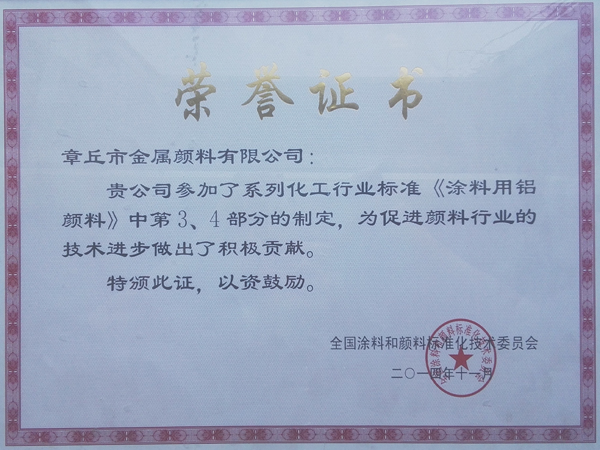 荣誉证书
章丘市金属颜料有限公司：
贵公司参加了系列化工行业标准《涂料用铝
颜料》中第3、4部分的制定，为促进颜料行业的
技术进步做出了积极贡献。
特颁此证，以资鼓励。
全国涂料和颜料标准化技术委员会
二〇一四年十一月